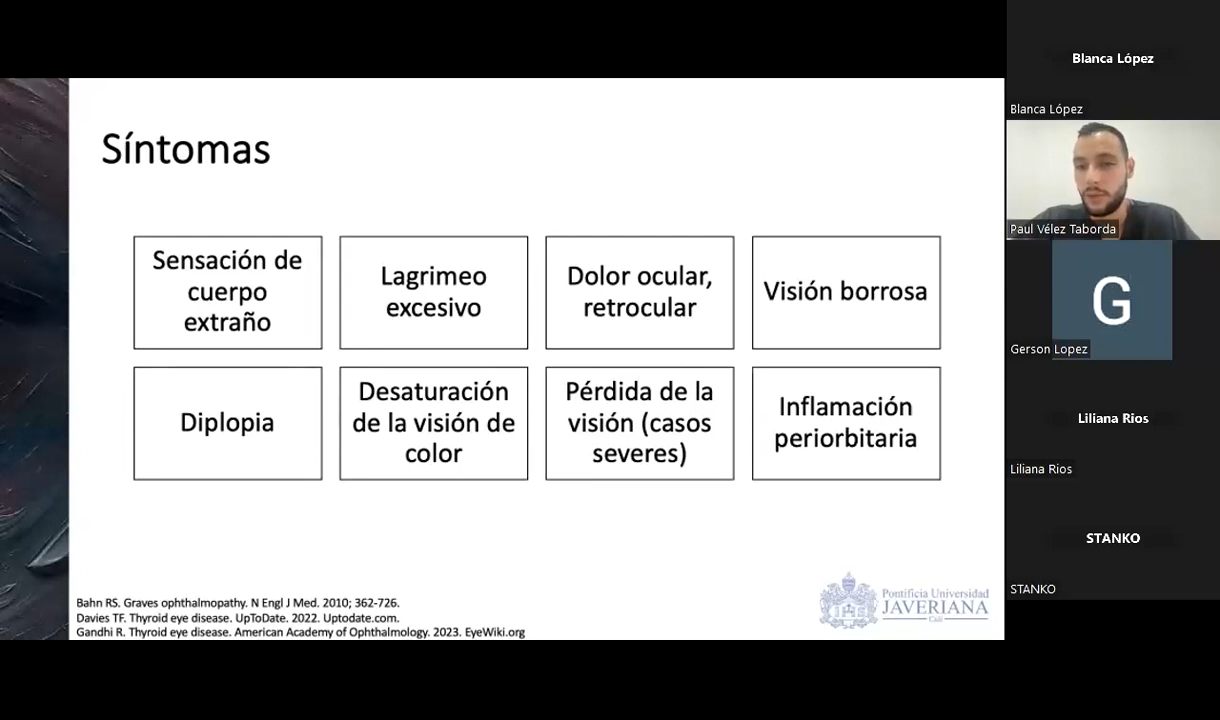 Síntomas
Sensación de
cuerpo
extraño
Lagrimeo
excesivo
Dolor ocular,
retrocular
Visión borrosa
Diplopia
Desaturación
de la visión de
color
Pérdida de la
visión (casos
severes)
Inflamación
periorbitaria
Bahn RS. Graves ophthalmopathy. N Engl J Med. 2010; 362-726.
Davies TF. Thyroid eye disease. UpToDate. 2022. Uptodate.com.
Gandhi R. Thyroid eye disease. American Academy of Ophthalmology. 2023. EyeWiki.org
Pontificia Universidad
JAVERIANA
Cali
Blanca López
Blanca López
Paul Vélez Taborda
G
Gerson Lopez
Liliana Rios
Liliana Rios
STANKO
STANKO